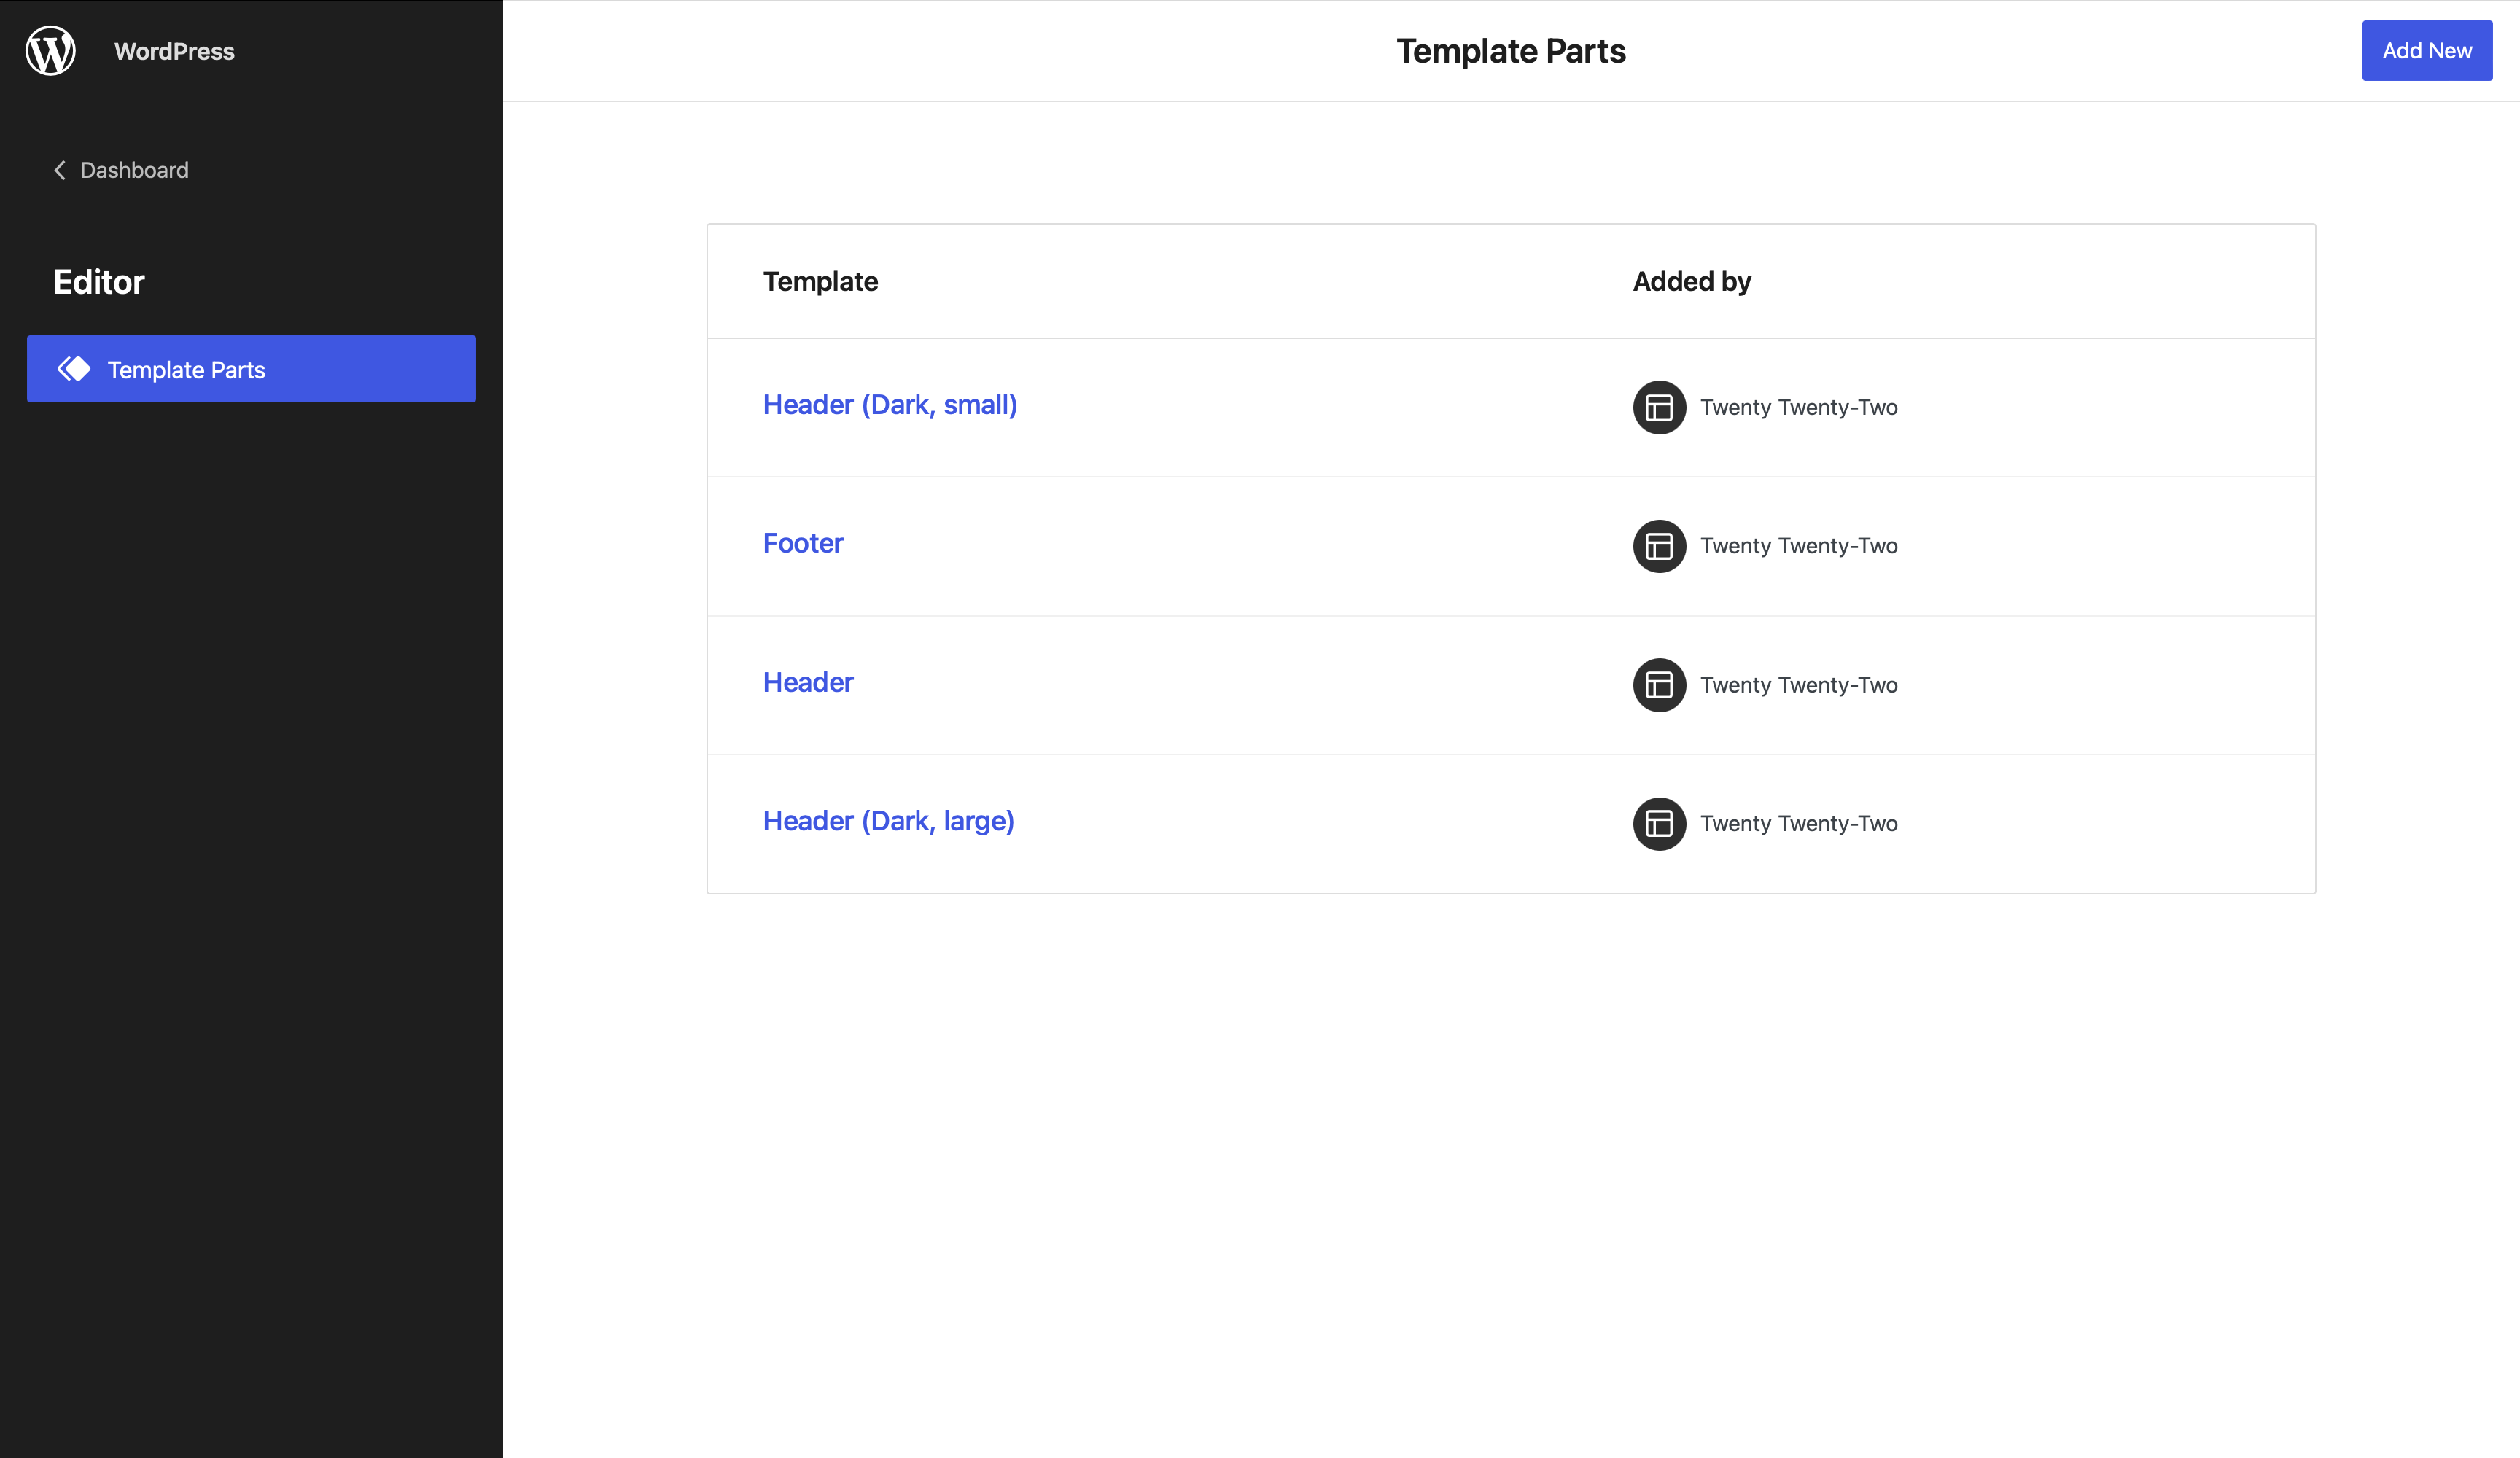 WordPress
Template Parts
Add New
Dashboard
Editor
Template Parts
Template
Added by
Header (Dark, small)
Twenty Twenty-Two
Footer
Twenty Twenty-Two
Header
Twenty Twenty-Two
Header (Dark, large)
Twenty Twenty-Two